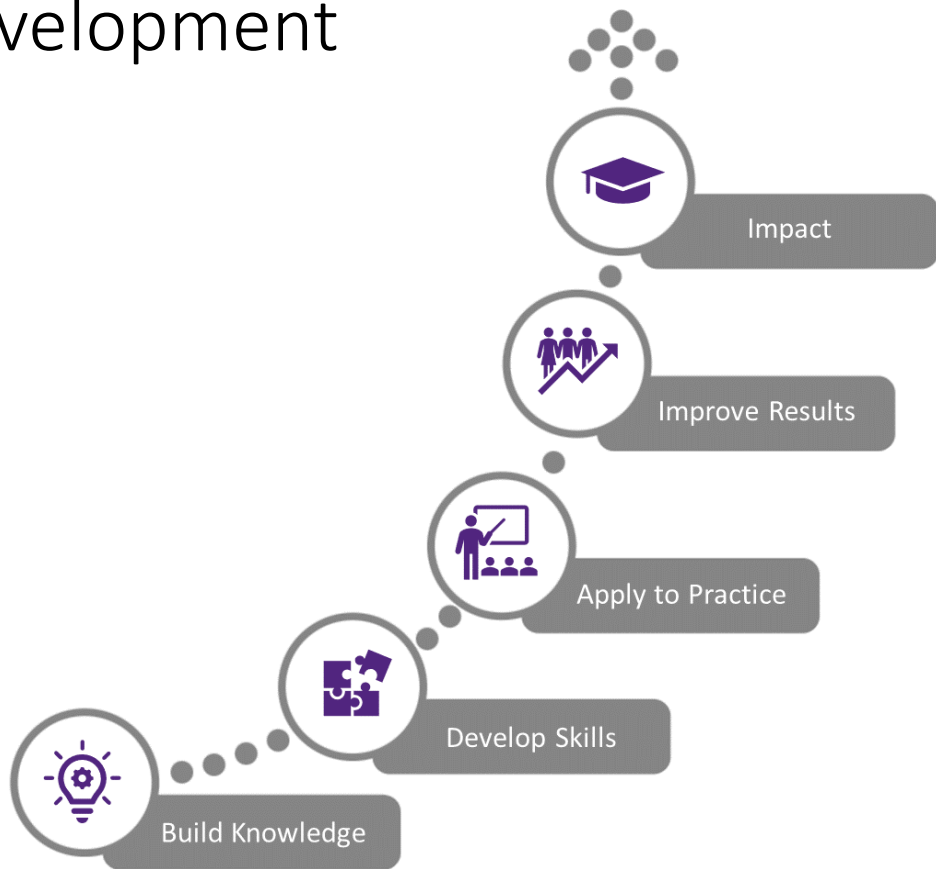 velopment
Impact
Improve Results
Apply to Practice
Develop Skills
Build Knowledge